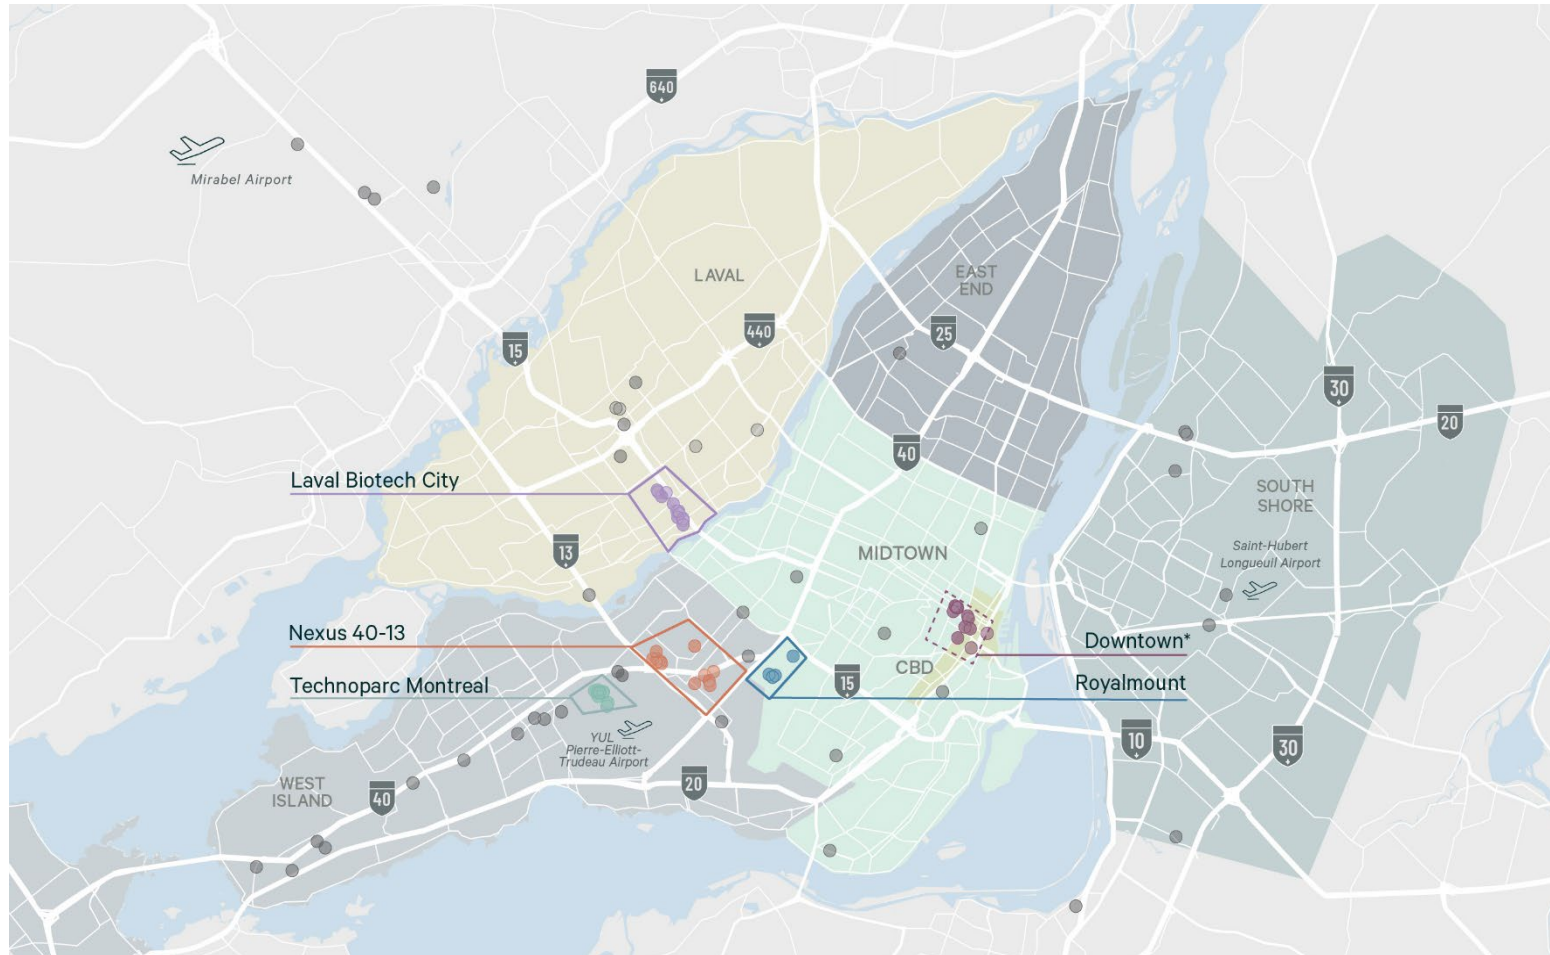 640
Mirabel Airport
LAVAL
EAST
END
440
25
15
30
20
40
Laval Biotech City
SOUTH
SHORE
13
MIDTOWN
Saint-Hubert
Longueuil Airport
Nexus 40-13
Downtown*
CBD
Technoparc Montreal
15
Royalmount
YUL
Pierre-Elliott-
Trudeau Airport
10
30
WEST
ISLAND
40
20